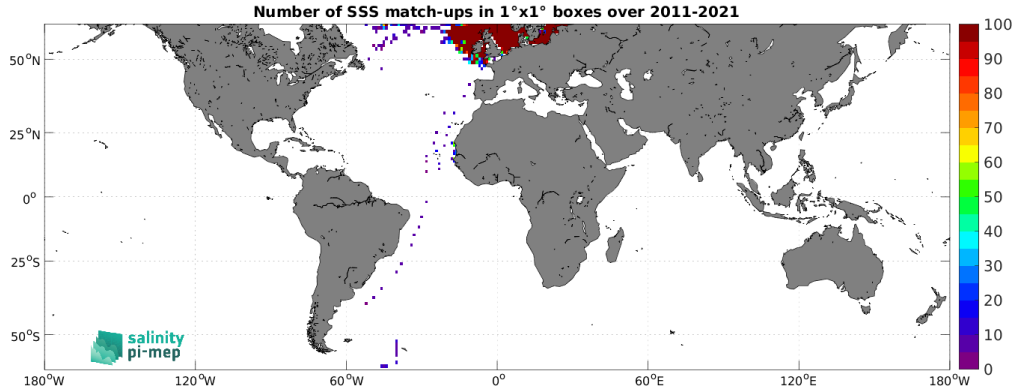 Number of SSS match-ups in 1°x1° boxes over 2011-2021
50°N
25°N
0°
25°S
50°S
180°W
120°W
60°W
0°
60°E
120°E
180°W
100
90
80
70
60
50
40
30
20
10
0
salinity
pi-mep